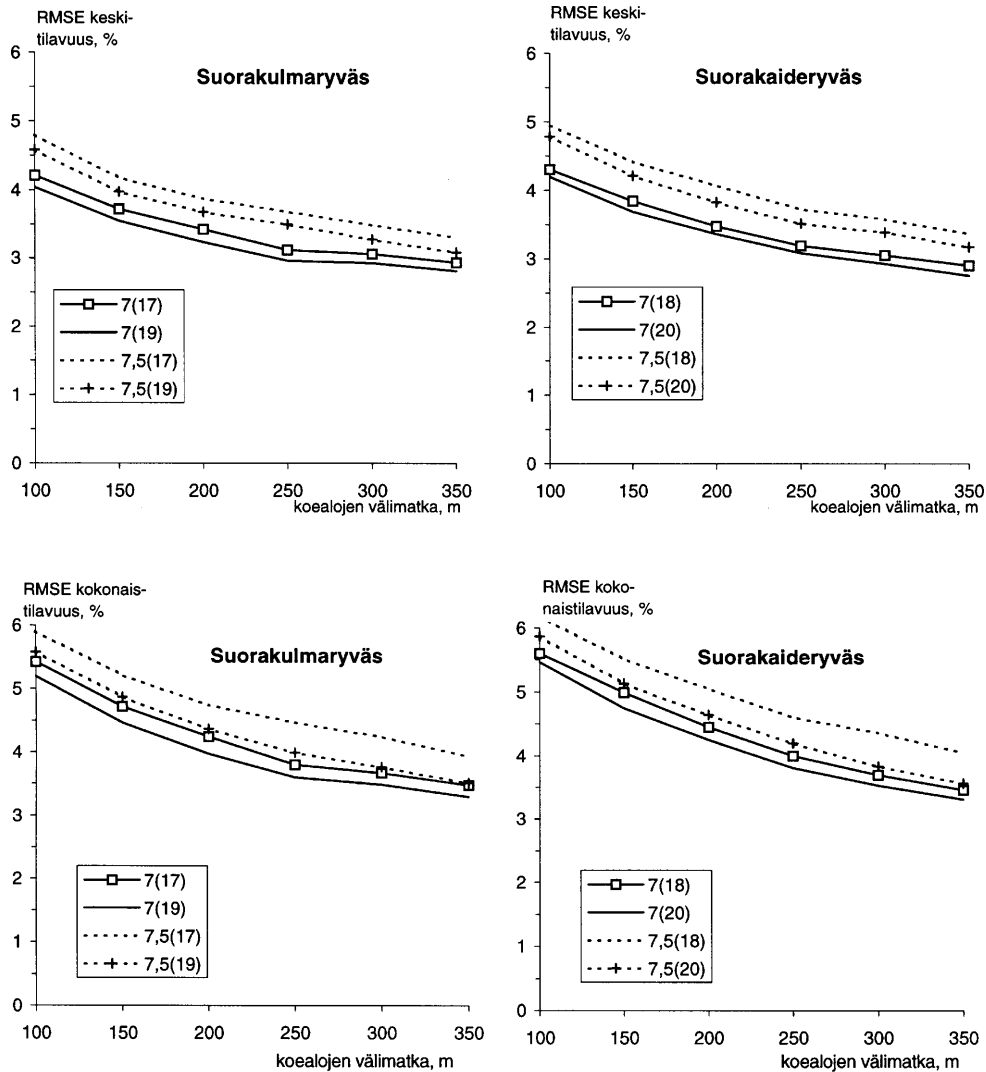 RMSE keski-
tilavuus, %
Suorakulmaryväs
6
5
4
3
2
1
0
7(17)
7(19)
7,5(17)
7,5(19)
100 150 200 250 300 350
koealojen välimatka, m
RMSE keski-
tilavuus, %
Suorakaideryväs
6
5
4
3
2
1
0
7(18)
7(20)
7,5(18)
7,5(20)
100 150 200 250 300 350
koealojen välimatka, m
RMSE kokonais-
tilavuus, %
Suorakulmaryväs
6
5
4
3
2
1
0
7(17)
7(19)
7,5(17)
7,5(19)
100 150 200 250 300 350
koealojen välimatka, m
RMSE koko-
naistilavuus, %
Suorakaideryväs
6
5
4
3
2
1
0
7(18)
7(20)
7,5(18)
7,5(20)
100 150 200 250 300 350
koealojen välimatka, m